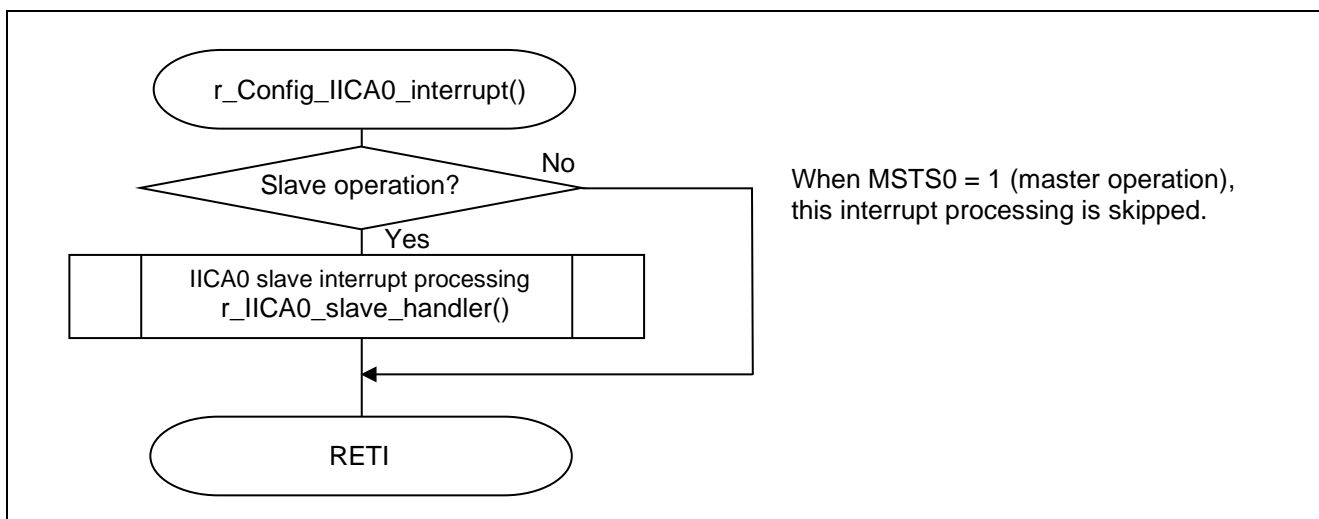 r_Config_IICA0_interrupt()
No
Slave operation?
When MSTS0 = 1 (master operation),
this interrupt processing is skipped.
Yes
IICA0 slave interrupt processing
r_IICA0_slave_handler()
RETI